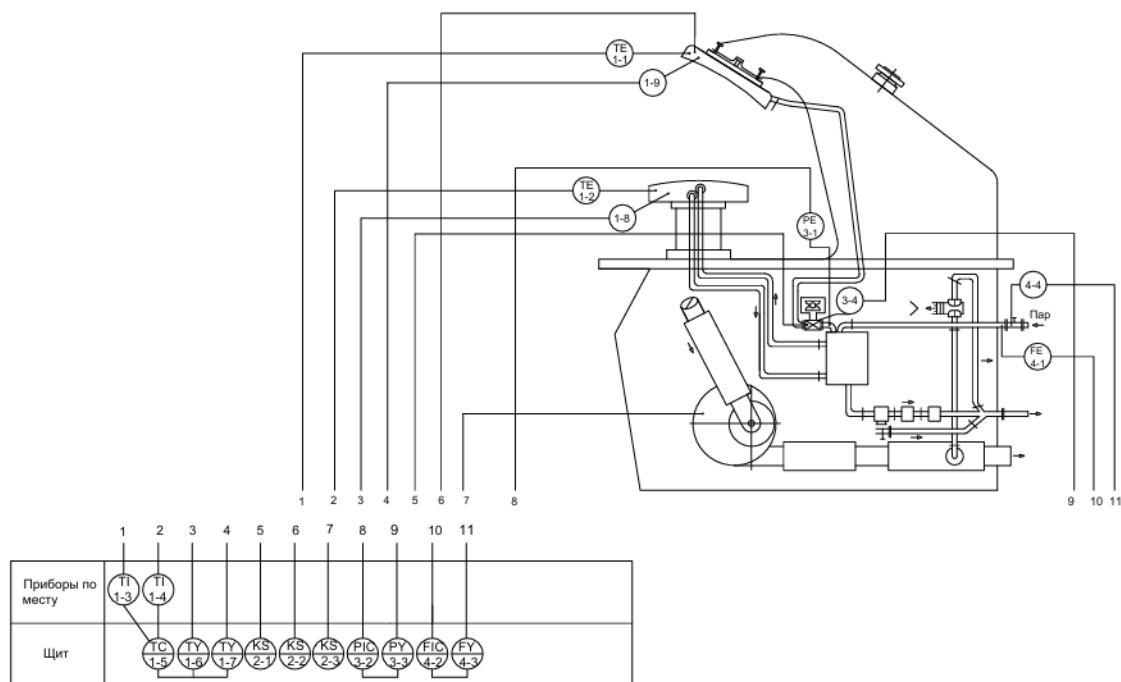 TE
1-1
1-9
TE
1-2
1-8
PE
3-1
3-4
4-4
Пар
FE
4-1
1 2 3 4 5 6 7 8 9 10 11
1 2 3 4 5 6 7 8 9 10 11
Приборы по
месту
TI
1-3
TI
1-4
Щит
TC
1-5
TY
1-6
TY
1-7
KS
2-1
KS
2-2
KS
2-3
PIC
3-2
PY
3-3
FIC
4-2
FY
4-3